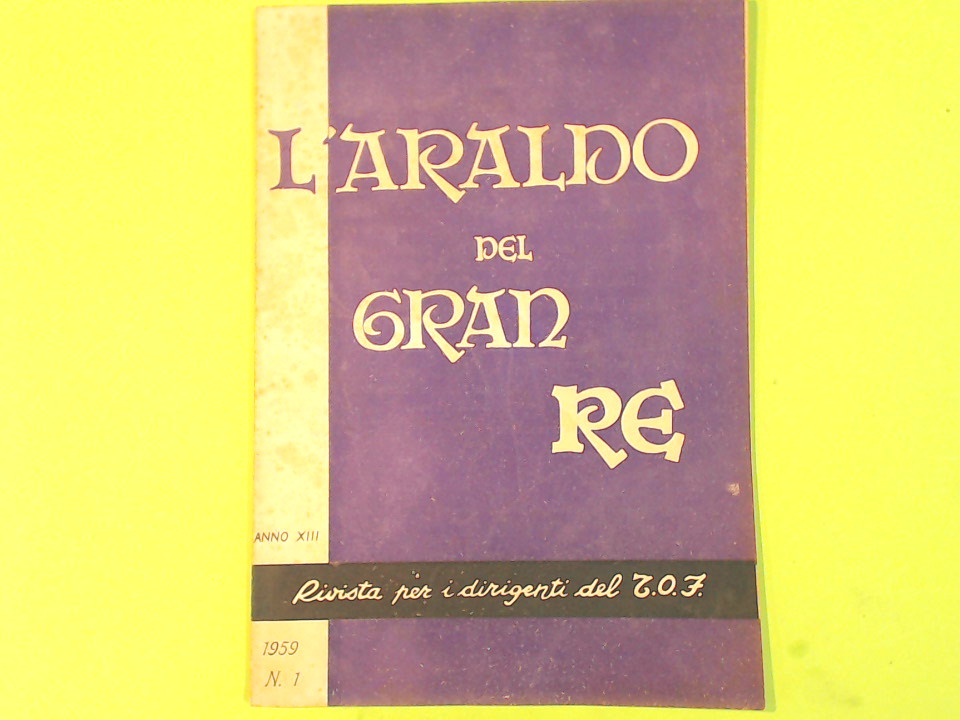 L'ARALDO
DEL
GRAN
RE
ANNO XIII
Rivista per i dirigenti del T.O.F.
1959
N. 1